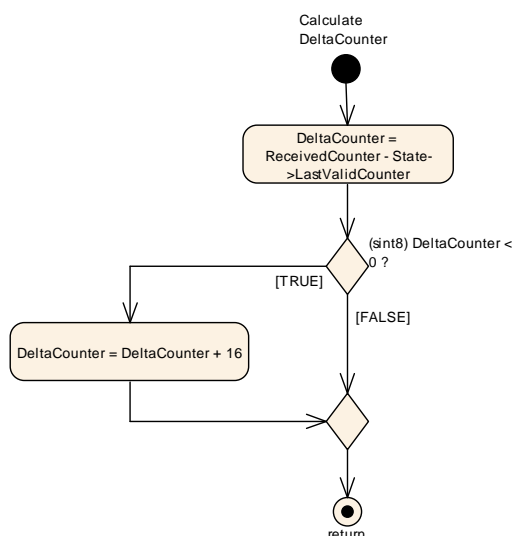 Calculate
DeltaCounter
DeltaCounter =
ReceivedCounter - State-
>LastValidCounter
(sint8) DeltaCounter <
0 ?
[TRUE]
[FALSE]
DeltaCounter = DeltaCounter + 16
return